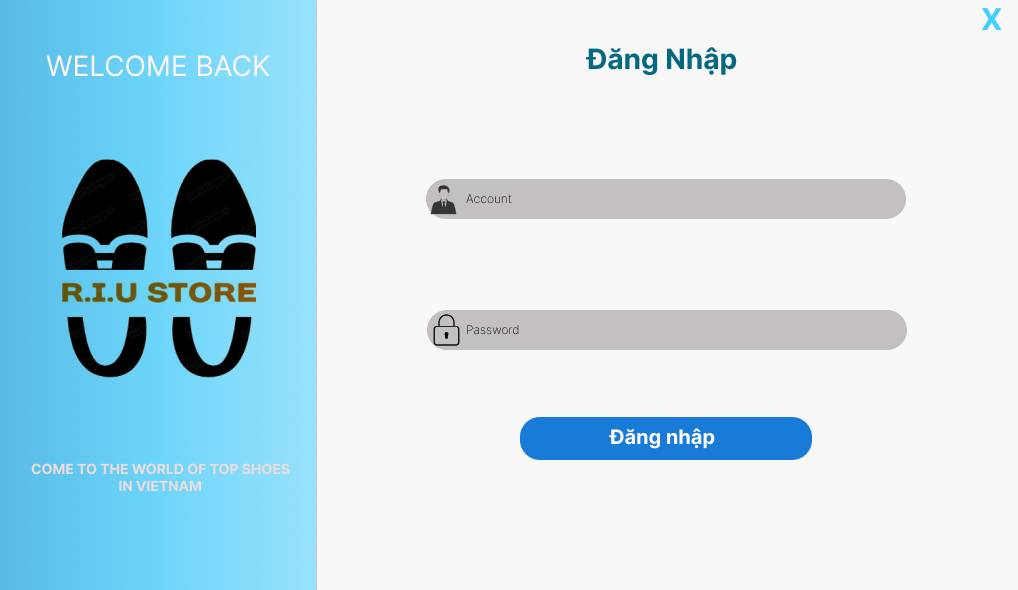 WELCOME BACK
R.I.U STORE
COME TO THE WORLD OF TOP SHOES
IN VIETNAM
X
Đăng Nhập
Account
Password
Đăng nhập